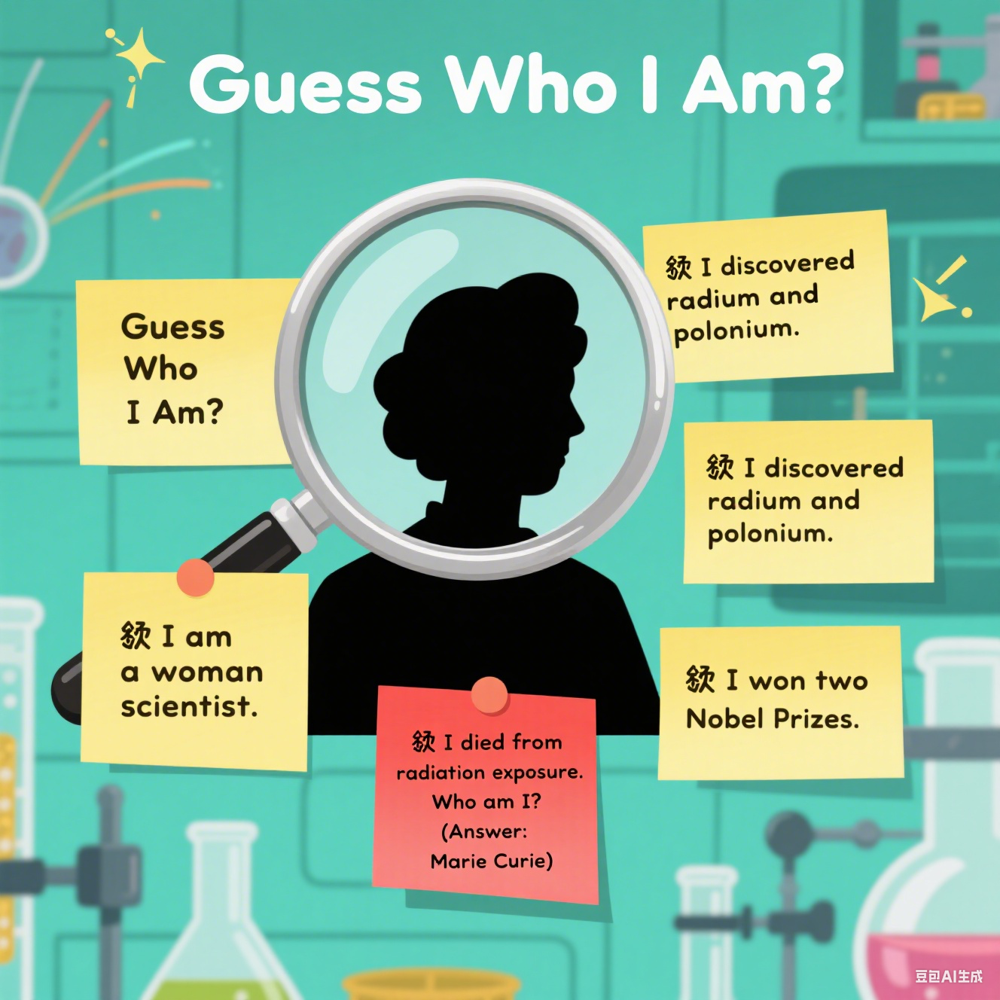 Guess Who I Am?
Guess
Who
I Am?
I discovered
radium and
polonium.
I discovered
radium and
polonium.
I am
a woman
scientist.
I won two
Nobel Prizes.
I died from
radiation exposure.
Who am I?
(Answer:
Marie Curie)
豆包AI生成